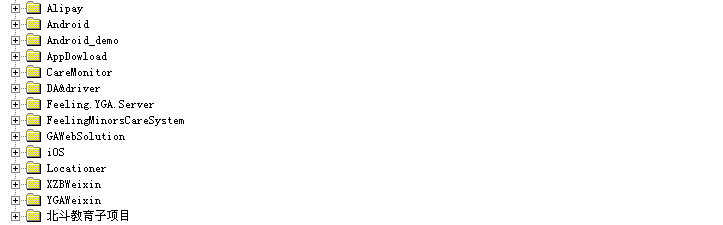 Alipay
Android
Android_demo
AppDowload
CareMonitor
DA&driver
Feeling.YGA.Server
FeelingMinorsCareSystem
GAWebSolution
iOS
Locationer
XZBWeixin
YGAWeixin
北斗教育子项目